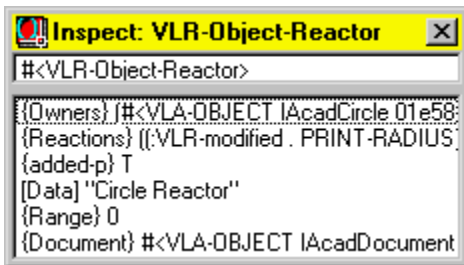 Inspect: VLR-Object-Reactor
#<VLR-Object-Reactor>
{Owners} (#<VLA-OBJECT IAcadCircle 01e58
{Reactions} ((:VLR-modified . PRINT-RADIUS
{added-p} T
[Data] "Circle Reactor"
{Range} 0
{Document} #<VLA-OBJECT IAcadDocument